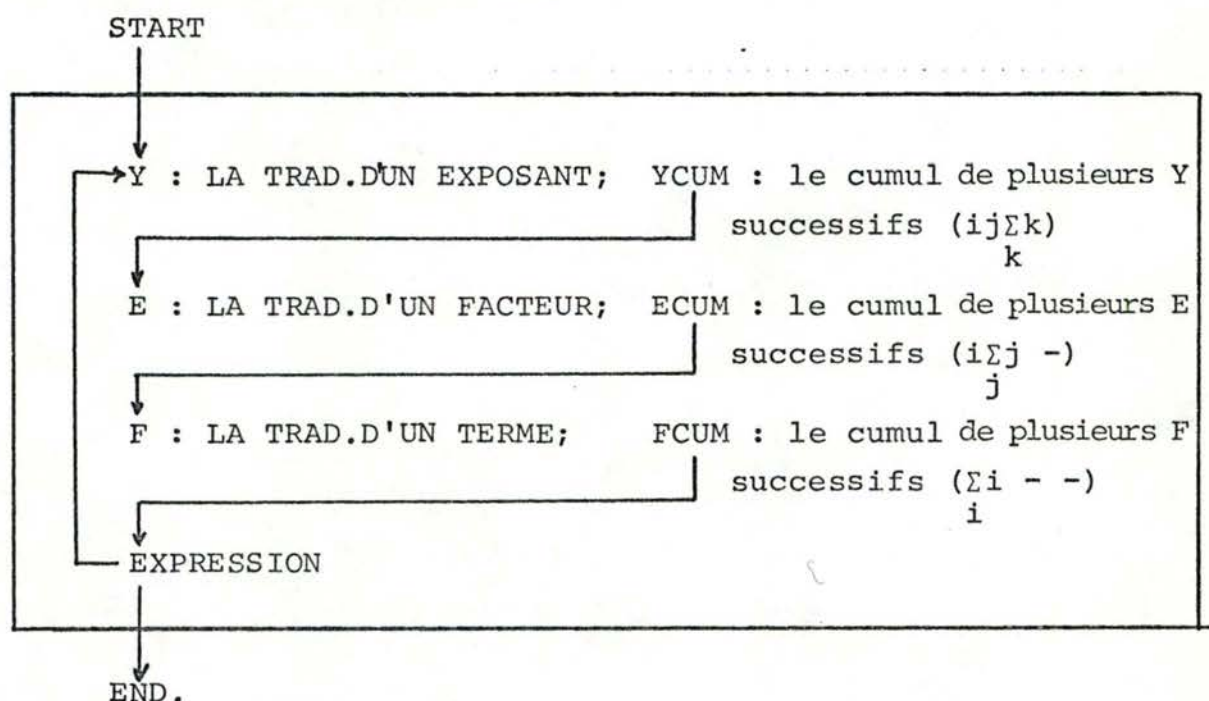 START
Y : LA TRAD.D'UN EXPOSANT; YCUM : le cumul de plusieurs Y
successifs (ijΣk)
k
E : LA TRAD.D'UN FACTEUR; ECUM : le cumul de plusieurs E
successifs (iΣj -)
j
F : LA TRAD.D'UN TERME; FCUM : le cumul de plusieurs F
successifs (Σi - -)
i
EXPRESSION
END.